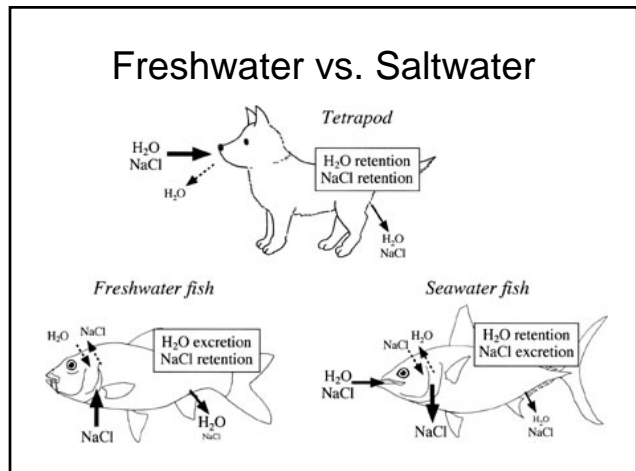 Freshwater vs. Saltwater
Tetrapod
H₂O
NaCl
H₂O
H₂O retention
NaCl retention
H₂O
NaCl
Freshwater fish
H₂O
NaCl
H₂O excretion
NaCl retention
NaCl
H₂O
NaCl
Seawater fish
NaCl
H₂O
H₂O retention
NaCl excretion
H₂O
NaCl
NaCl
H₂O
NaCl